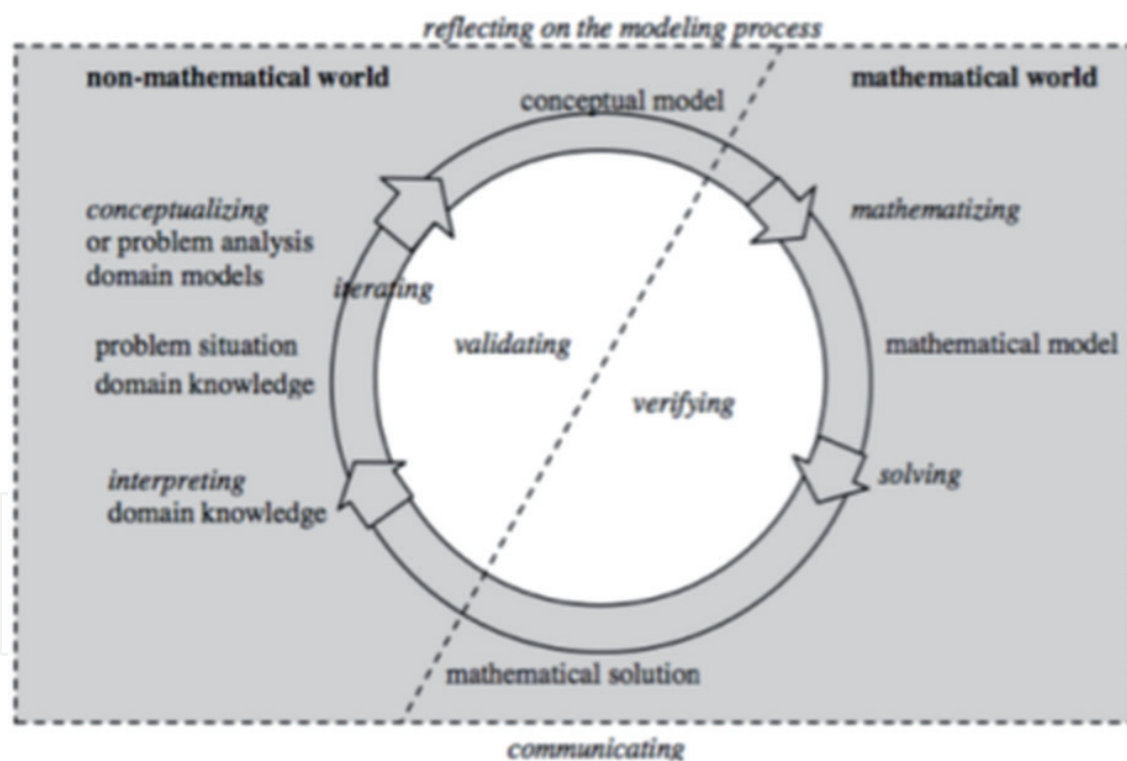 reflecting on the modeling process
non-mathematical world
mathematical world
conceptual model
conceptualizing
or problem analysis
domain models
mathematizing
iterating
problem situation
domain knowledge
validating
mathematical model
verifying
interpreting
domain knowledge
solving
mathematical solution
communicating